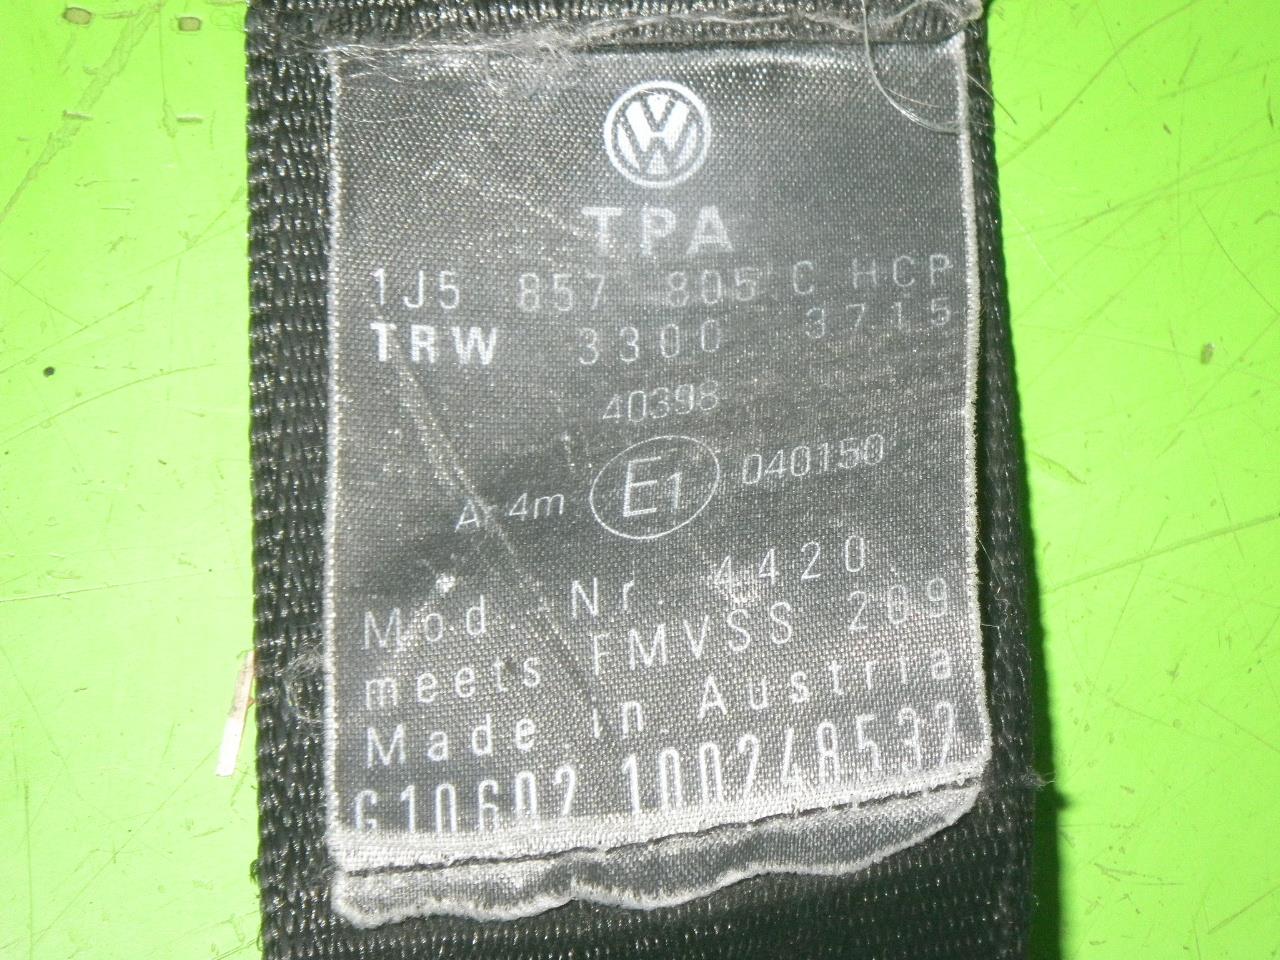 TPA
1J5 857 805 C HCP
TRW 3300 3715
40398
Ar 4m E1 040150
Mod. Nr. 4420
meets FMVSS 209
Made in Austria
G10602 100248532